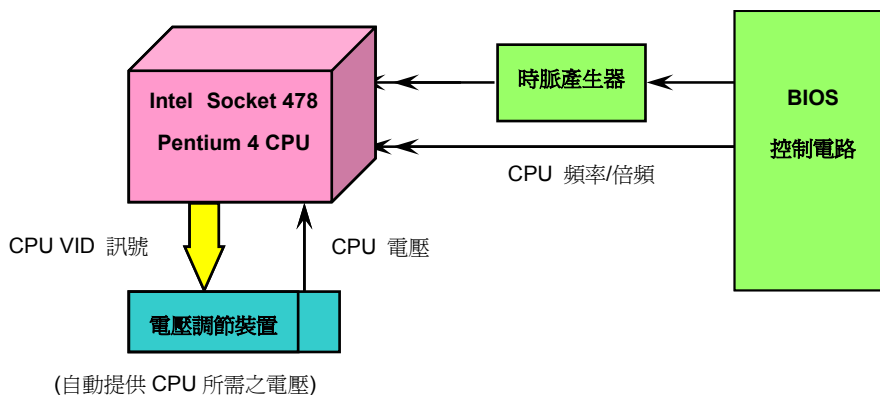 Intel Socket 478
Pentium 4 CPU
時脈產生器
BIOS
控制電路
CPU 頻率/倍頻
CPU VID 訊號
CPU 電壓
電壓調節裝置
(自動提供 CPU 所需之電壓)